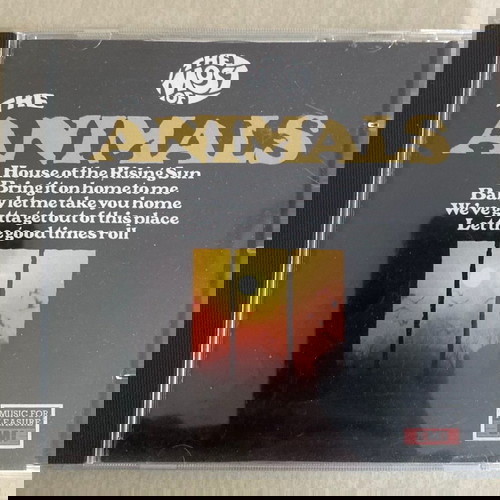 THE MOST OF
THE
ANIMALS
House of the Rising Sun
Bring it on home to me
Baby let me take you home
We've gotta get out of this place
Let the good times roll
MUSIC FOR
PLEASURE